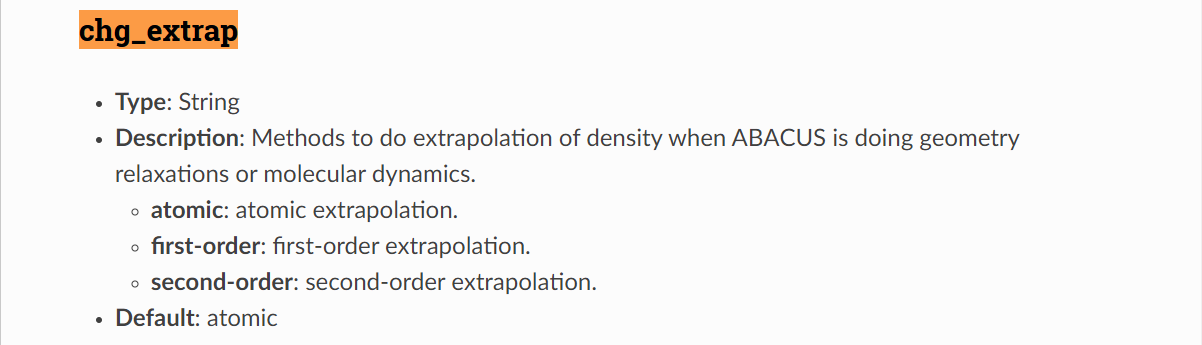 chg_extrap
• Type: String
• Description: Methods to do extrapolation of density when ABACUS is doing geometry
relaxations or molecular dynamics.
◦ atomic: atomic extrapolation.
◦ first-order: first-order extrapolation.
◦ second-order: second-order extrapolation.
• Default: atomic